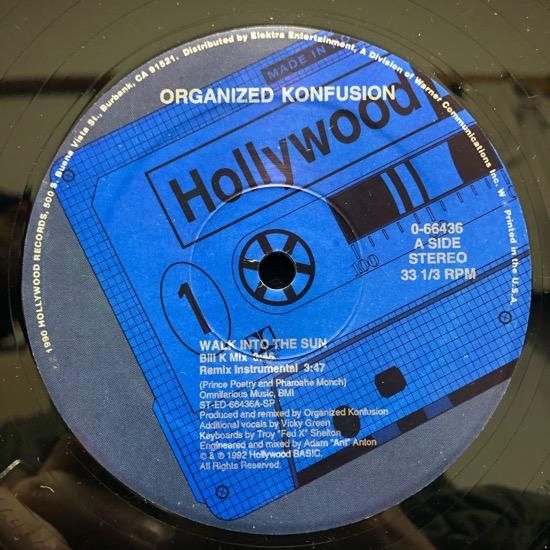 ℗ 1990 HOLLYWOOD RECORDS, 500 S. Buena Vista St., Burbank, CA 91521. Distributed by Elektra Entertainment, A Division of Warner Communications Inc. W. Printed in the U.S.A.
MADE IN
ORGANIZED KONFUSION
Hollywood
0-66436
A SIDE
STEREO
33 1/3 RPM
100
1
WALK INTO THE SUN
Bill K Mix 3:46
Remix Instrumental 3:47
(Prince Poetry and Pharoahe Monch)
Omnifarious Music, BMI
ST-ED 66436A-SP
Produced and remixed by Organized Konfusion
Additional vocals by Vicky Green
Keyboards by Troy "Fed X" Shelton
Engineered and mixed by Adam "Ant" Anton
© & ℗ 1992 Hollywood BASIC.
All Rights Reserved.